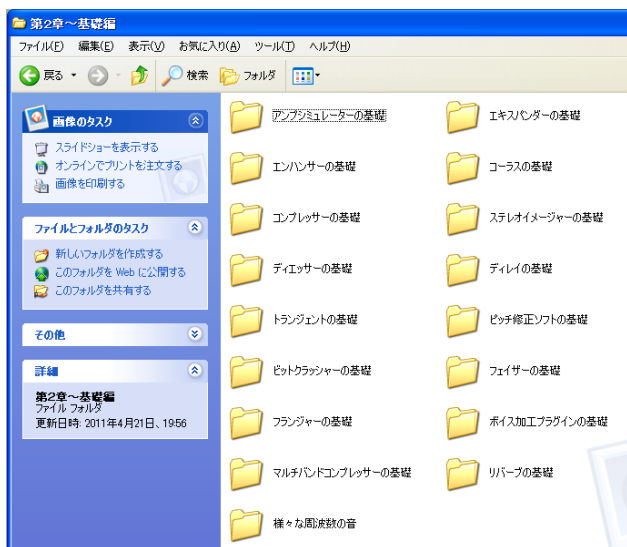 第2章～基礎編
ファイル(F) 編集(E) 表示(V) お気に入り(A) ツール(T) ヘルプ(H)
戻る 検索 フォルダ
画像のタスク
スライドショーを表示する
オンラインでプリントを注文する
画像を印刷する
ファイルとフォルダのタスク
新しいフォルダを作成する
このフォルダを Web に公開する
このフォルダを共有する
その他
詳細
第2章～基礎編
ファイル フォルダ
更新日時: 2011年4月21日、19:56
アンプシミュレーターの基礎 エキスパンダーの基礎
エンハンサーの基礎 コーラスの基礎
コンプレッサーの基礎 ステレオイメージャーの基礎
ディエッサーの基礎 ディレイの基礎
トランジェントの基礎 ピッチ修正ソフトの基礎
ビットクラッシャーの基礎 フェイザーの基礎
フランジャーの基礎 ボイス加工プラグインの基礎
マルチバンドコンプレッサーの基礎 リバーブの基礎
様々な周波数の音